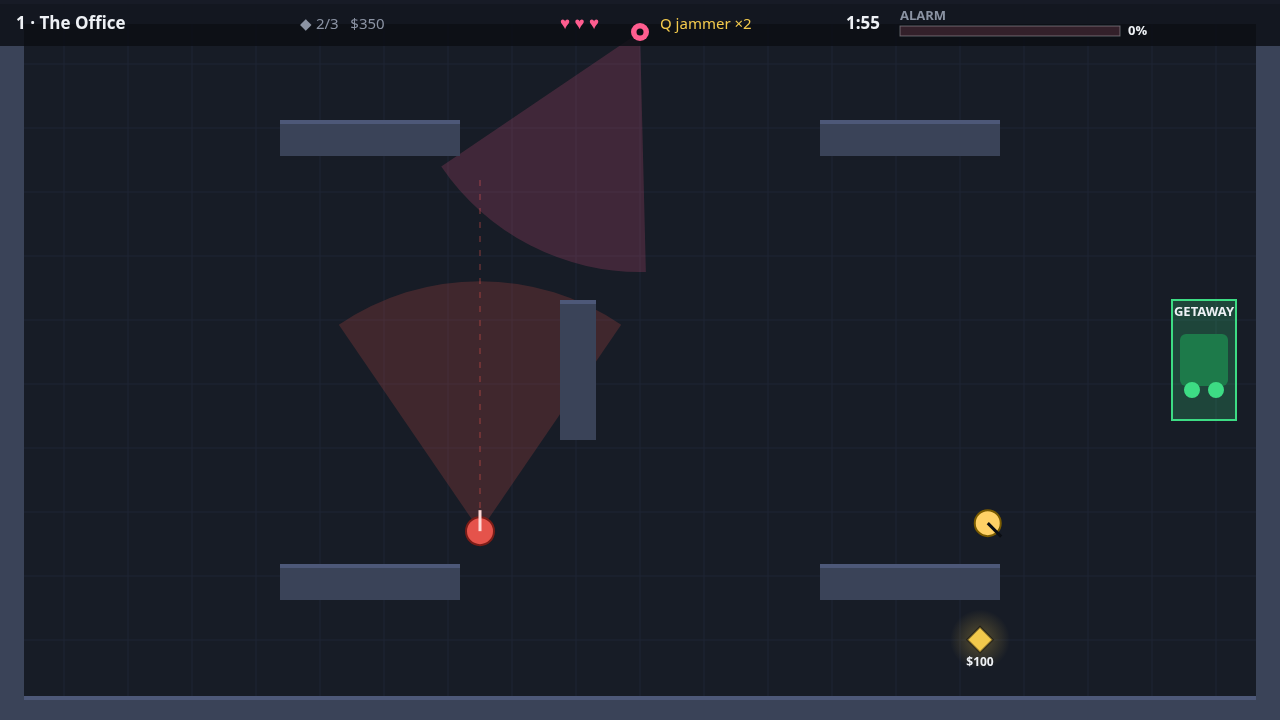 1 · The Office
◆ 2/3 $350
♥ ♥ ♥
Q jammer ×2
1:55
ALARM
0%
GETAWAY
$100